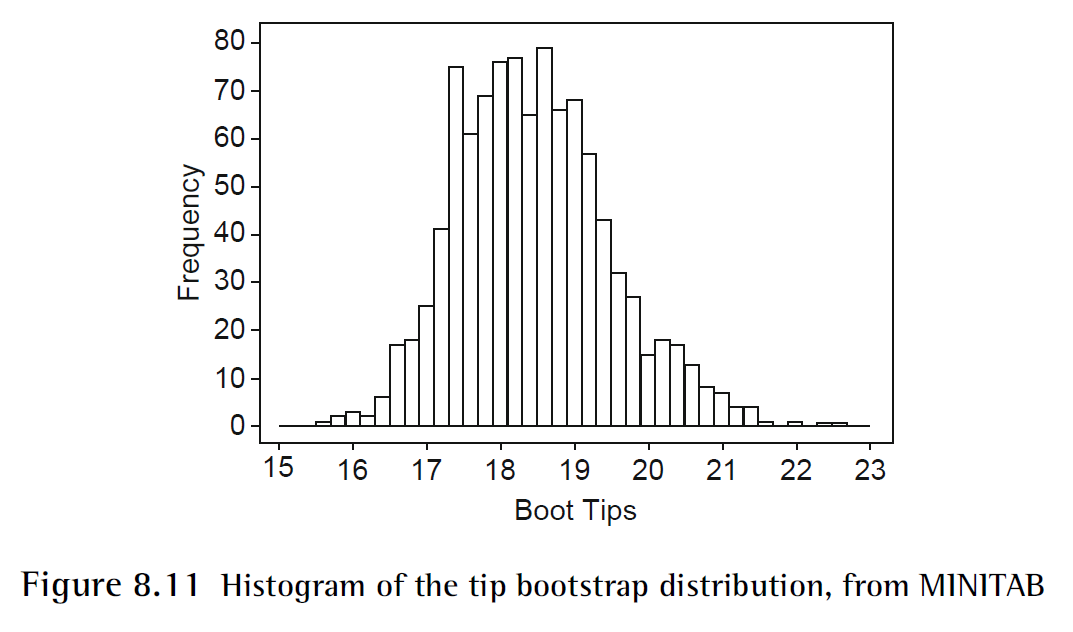 80
70
60
50
40
30
20
10
0
Frequency
15 16 17 18 19 20 21 22 23
Boot Tips
Figure 8.11 Histogram of the tip bootstrap distribution, from MINITAB